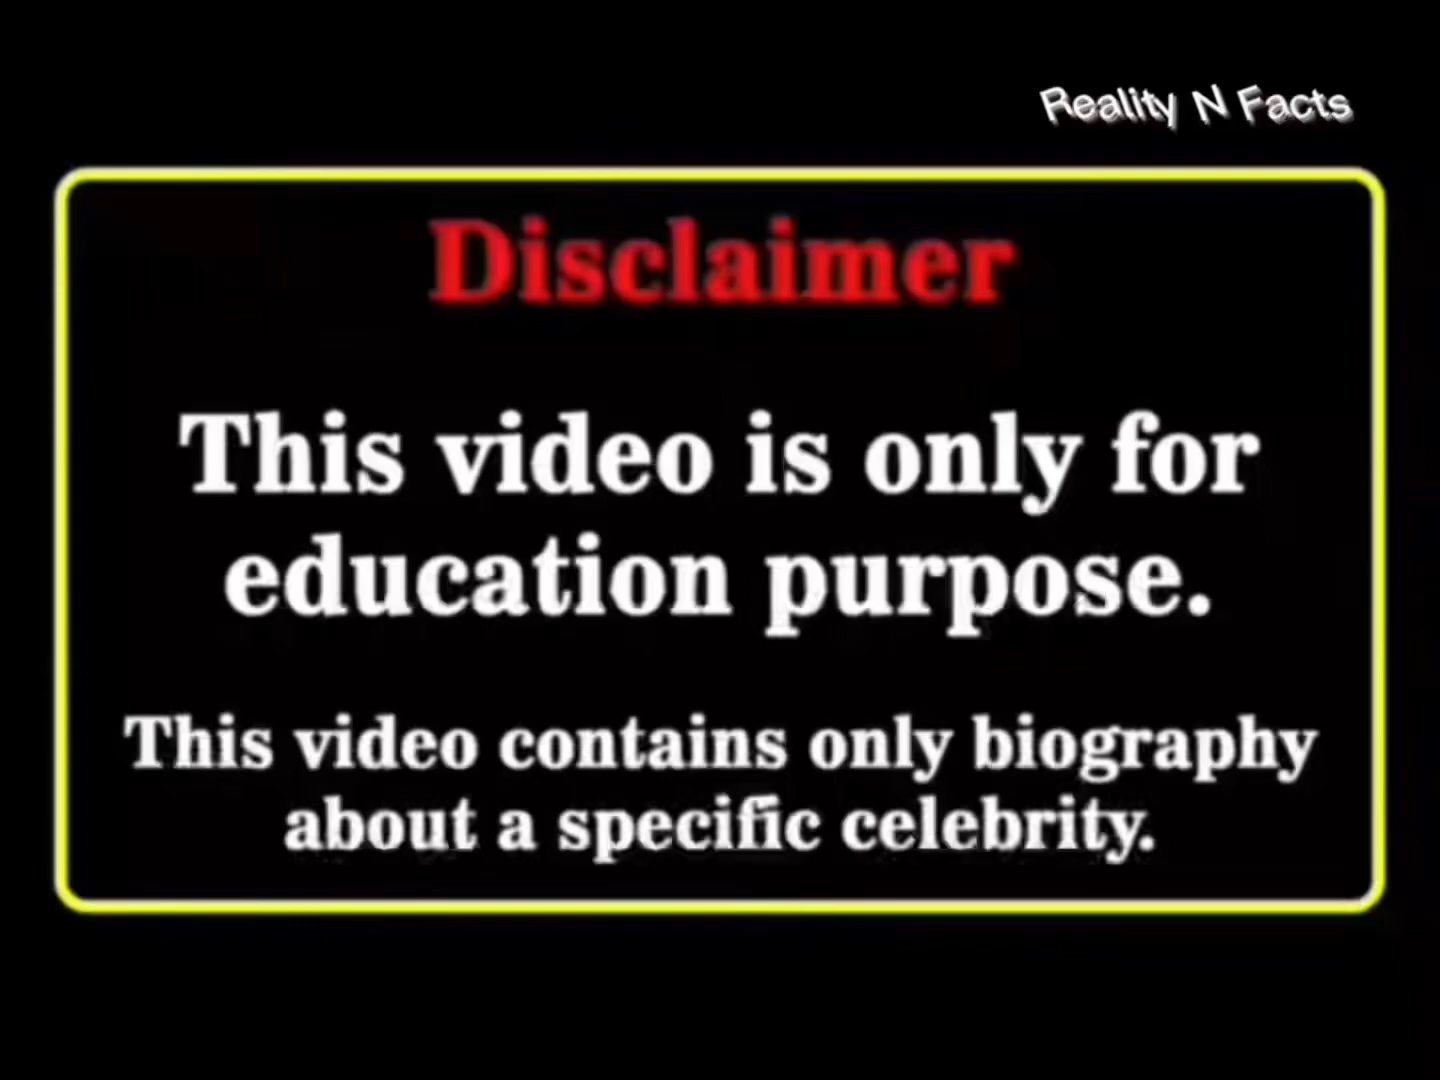 Reality N Facts
Disclaimer
This video is only for
education purpose.
This video contains only biography
about a specific celebrity.